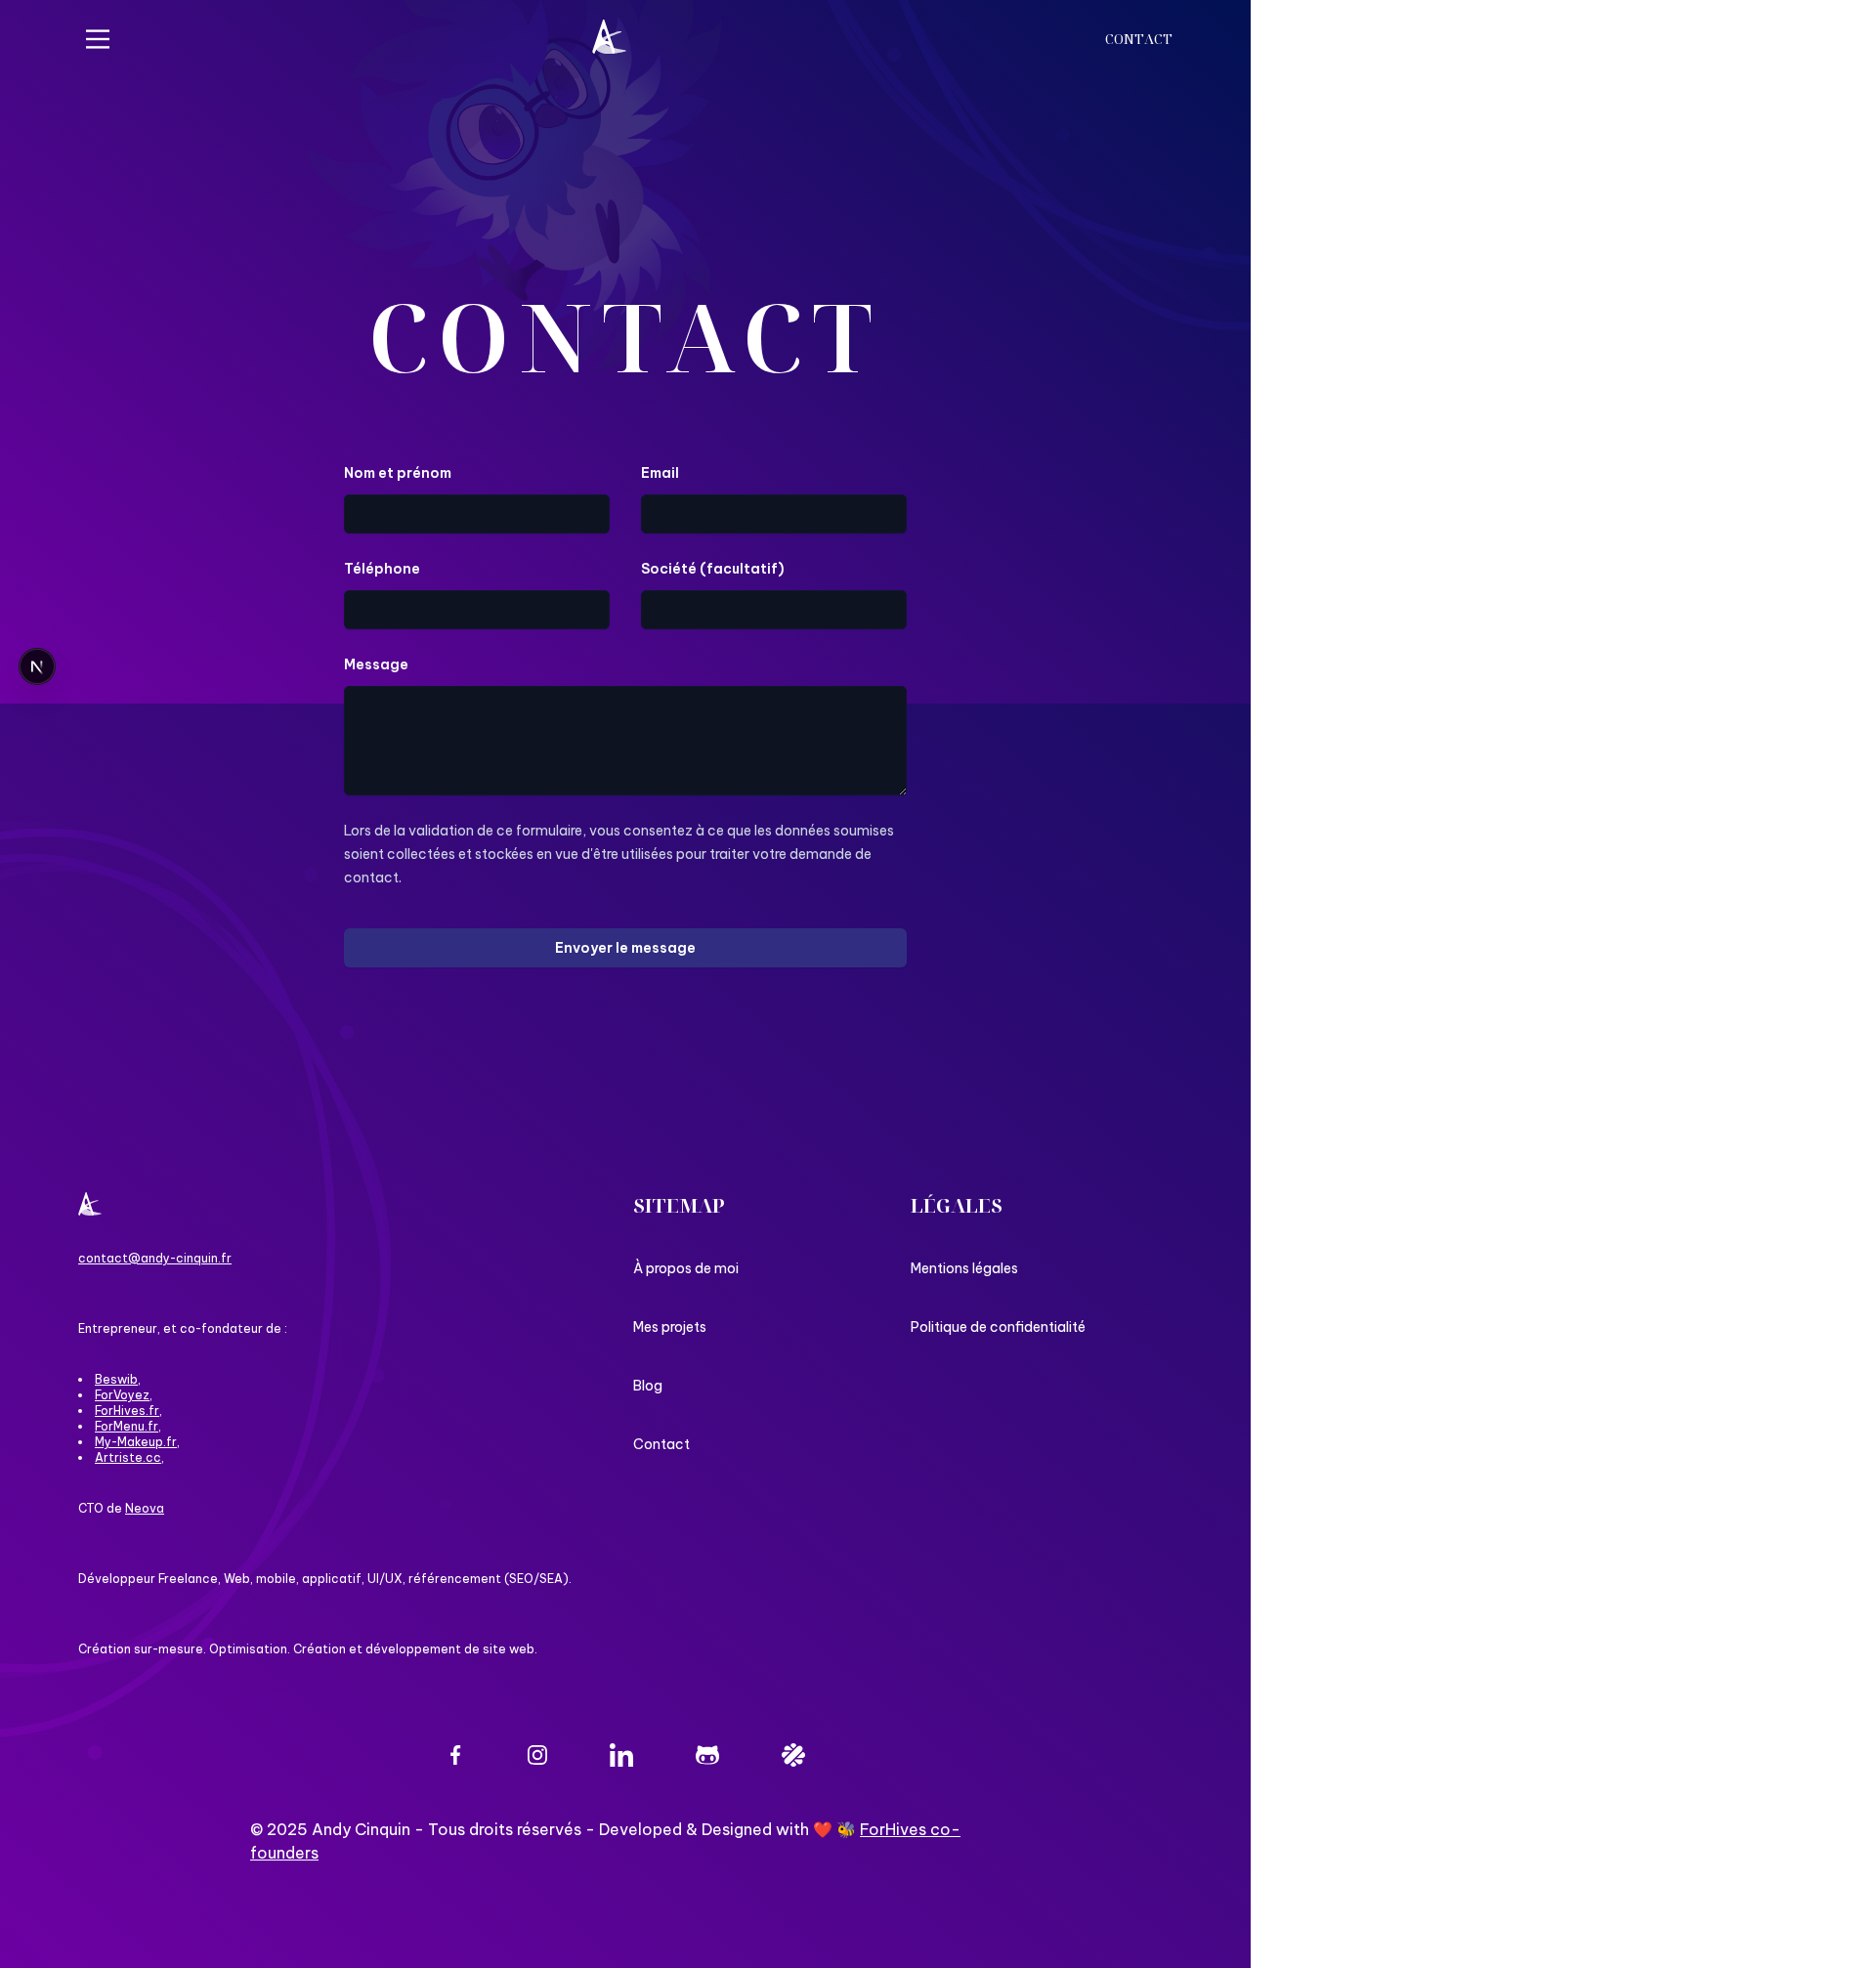 CONTACT
CONTACT
Nom et prénom
Email
Téléphone
Société (facultatif)
Message
Lors de la validation de ce formulaire, vous consentez à ce que les données soumises
soient collectées et stockées en vue d'être utilisées pour traiter votre demande de
contact.
Envoyer le message
contact@andy-cinquin.fr
Entrepreneur, et co-fondateur de :
• Beswib,
• ForVoyez,
• ForHives.fr,
• ForMenu.fr,
• My-Makeup.fr,
• Artriste.cc,
CTO de Neova
Développeur Freelance, Web, mobile, applicatif, UI/UX, référencement (SEO/SEA).
Création sur-mesure. Optimisation. Création et développement de site web.
SITEMAP
À propos de moi
Mes projets
Blog
Contact
LÉGALES
Mentions légales
Politique de confidentialité
© 2025 Andy Cinquin - Tous droits réservés - Developed & Designed with ❤️ 🐝 ForHives co-
founders